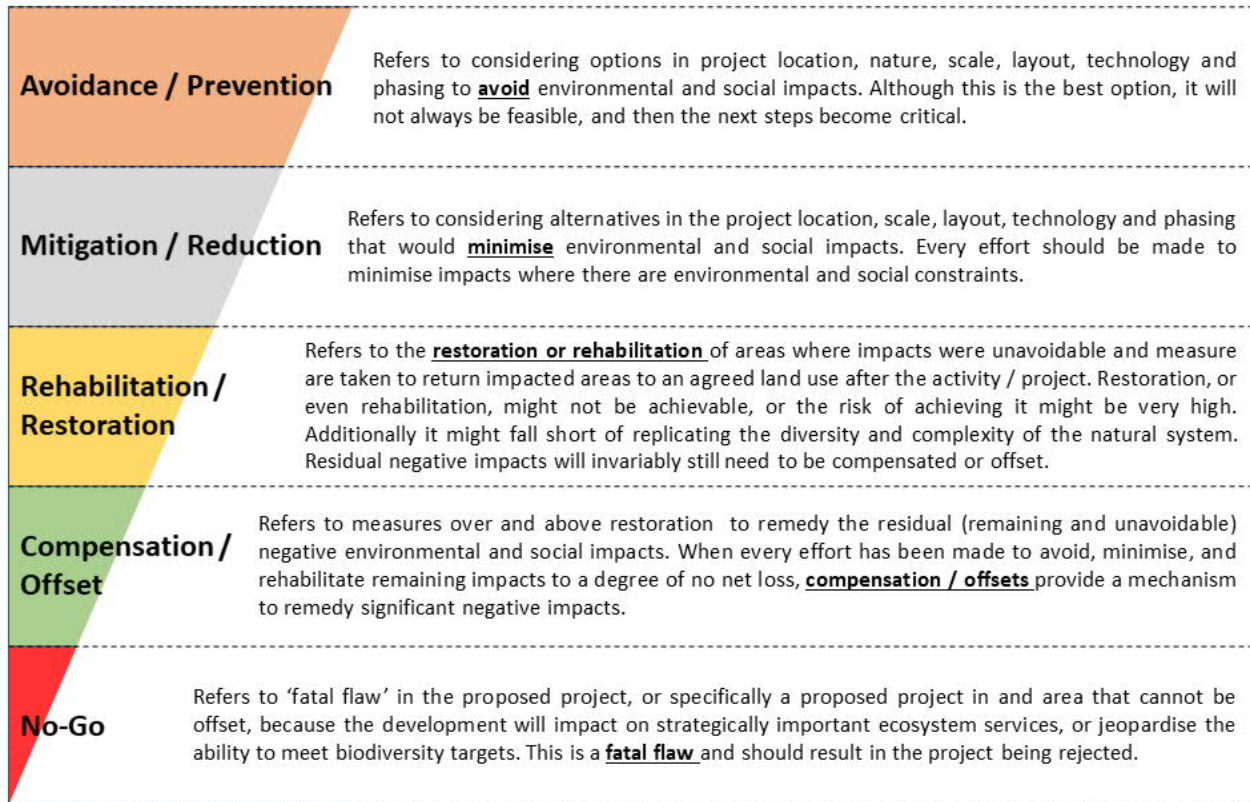 Avoidance / Prevention
Refers to considering options in project location, nature, scale, layout, technology and
phasing to avoid environmental and social impacts. Although this is the best option, it will
not always be feasible, and then the next steps become critical.
Mitigation / Reduction
Refers to considering alternatives in the project location, scale, layout, technology and phasing
that would minimise environmental and social impacts. Every effort should be made to
minimise impacts where there are environmental and social constraints.
Rehabilitation /
Restoration
Refers to the restoration or rehabilitation of areas where impacts were unavoidable and measure
are taken to return impacted areas to an agreed land use after the activity / project. Restoration, or
even rehabilitation, might not be achievable, or the risk of achieving it might be very high.
Additionally it might fall short of replicating the diversity and complexity of the natural system.
Residual negative impacts will invariably still need to be compensated or offset.
Compensation /
Offset
Refers to measures over and above restoration to remedy the residual (remaining and unavoidable)
negative environmental and social impacts. When every effort has been made to avoid, minimise, and
rehabilitate remaining impacts to a degree of no net loss, compensation / offsets provide a mechanism
to remedy significant negative impacts.
No-Go
Refers to ‘fatal flaw’ in the proposed project, or specifically a proposed project in and area that cannot be
offset, because the development will impact on strategically important ecosystem services, or jeopardise the
ability to meet biodiversity targets. This is a fatal flaw and should result in the project being rejected.